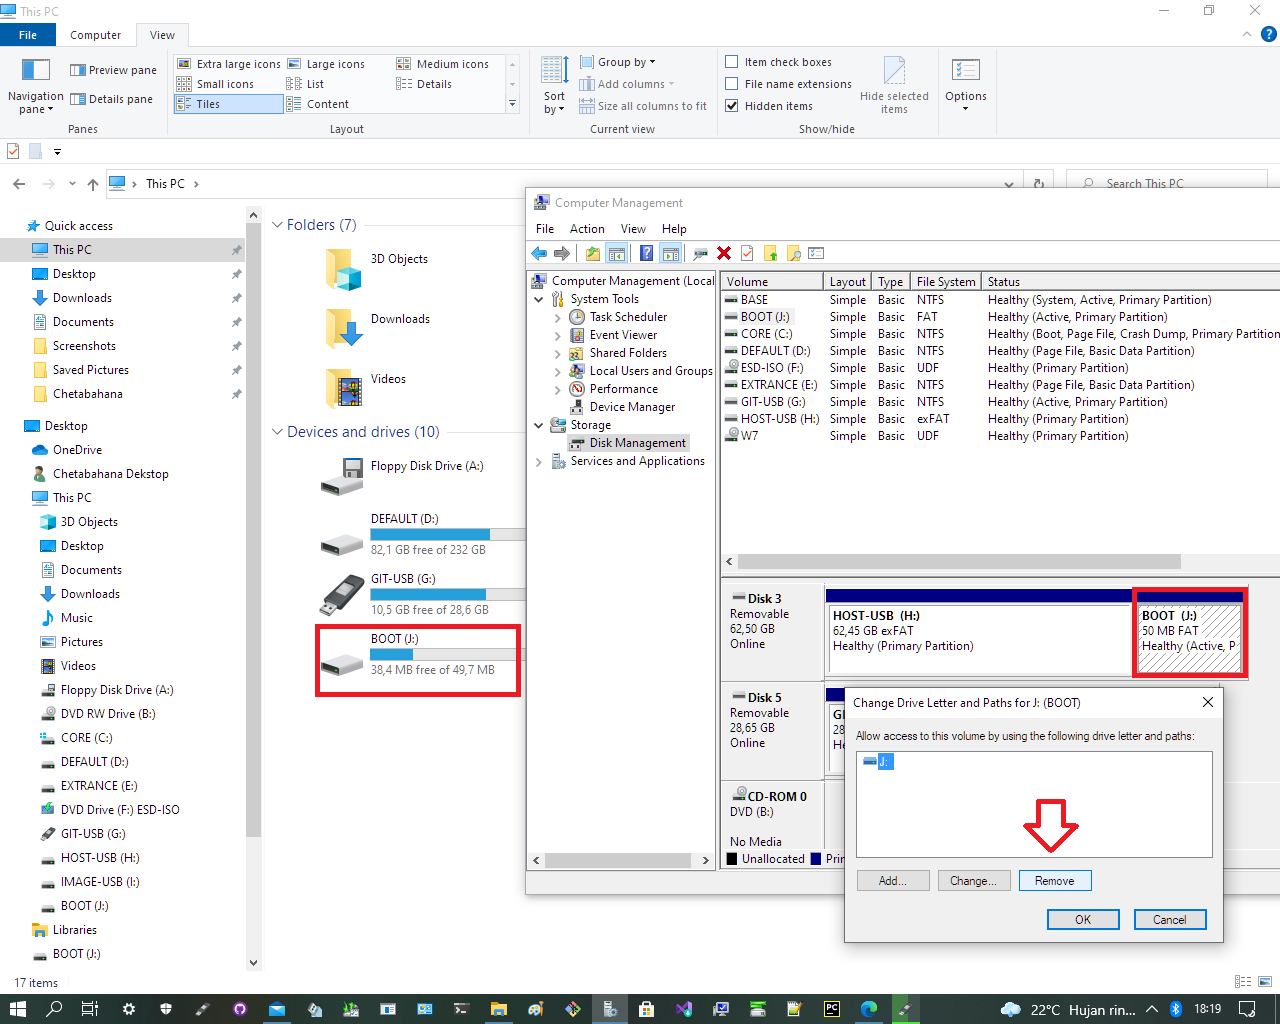 This PC
File
Computer
View
Navigation pane
Preview pane
Details pane
Panes
Extra large icons
Large icons
Medium icons
Small icons
List
Details
Tiles
Content
Layout
Sort by
Group by
Add columns
Size all columns to fit
Current view
Item check boxes
File name extensions
Hidden items
Hide selected items
Show/hide
Options
This PC
Search This PC
Quick access
This PC
Desktop
Downloads
Documents
Screenshots
Saved Pictures
Chetabahana
Desktop
OneDrive
Chetabahana Dekstop
This PC
3D Objects
Desktop
Documents
Downloads
Music
Pictures
Videos
Floppy Disk Drive (A:)
DVD RW Drive (B:)
CORE (C:)
DEFAULT (D:)
EXTRANCE (E:)
DVD Drive (F:) ESD-ISO
GIT-USB (G:)
HOST-USB (H:)
IMAGE-USB (I:)
BOOT (J:)
Libraries
BOOT (J:)
17 items
Folders (7)
3D Objects
Downloads
Videos
Devices and drives (10)
Floppy Disk Drive (A:)
DEFAULT (D:)
82,1 GB free of 232 GB
GIT-USB (G:)
10,5 GB free of 28,6 GB
BOOT (J:)
38,4 MB free of 49,7 MB
Computer Management
File Action View Help
Computer Management (Local
System Tools
Task Scheduler
Event Viewer
Shared Folders
Local Users and Groups
Performance
Device Manager
Storage
Disk Management
Services and Applications
Volume Layout Type File System Status
BASE Simple Basic NTFS Healthy (System, Active, Primary Partition)
BOOT (J:) Simple Basic FAT Healthy (Active, Primary Partition)
CORE (C:) Simple Basic NTFS Healthy (Boot, Page File, Crash Dump, Primary Partition
DEFAULT (D:) Simple Basic NTFS Healthy (Page File, Basic Data Partition)
ESD-ISO (F:) Simple Basic UDF Healthy (Primary Partition)
EXTRANCE (E:) Simple Basic NTFS Healthy (Page File, Basic Data Partition)
GIT-USB (G:) Simple Basic NTFS Healthy (Active, Primary Partition)
HOST-USB (H:) Simple Basic exFAT Healthy (Primary Partition)
W7 Simple Basic UDF Healthy (Primary Partition)
Disk 3
Removable
62,50 GB
Online
HOST-USB (H:)
62,45 GB exFAT
Healthy (Primary Partition)
BOOT (J:)
50 MB FAT
Healthy (Active, P
Disk 5
Removable
28,65 GB
Online
CD-ROM 0
DVD (B:)
No Media
Unallocated
Change Drive Letter and Paths for J: (BOOT)
Allow access to this volume by using the following drive letter and paths:
J:
Add...
Change...
Remove
OK
Cancel
PC
22°C Hujan rin...
18:19